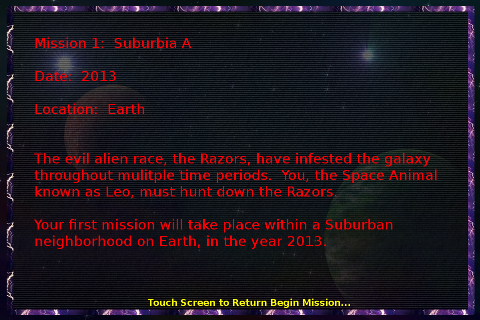 Mission 1:  Suburbia A
Date:  2013
Location:  Earth
The evil alien race, the Razors, have infested the galaxy
throughout mulitple time periods.  You, the Space Animal
known as Leo, must hunt down the Razors.
Your first mission will take place within a Suburban
neighborhood on Earth, in the year 2013.
Touch Screen to Return Begin Mission...